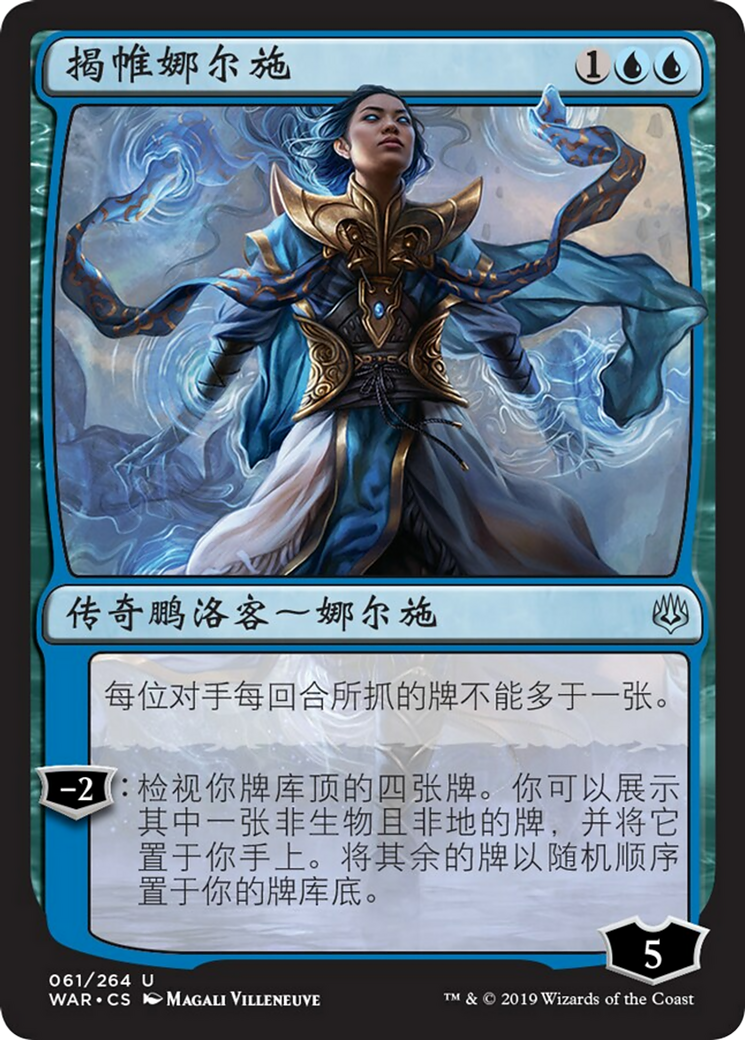 揭帷娜尔施
1
传奇鹏洛客～娜尔施
每位对手每回合所抓的牌不能多于一张。
-2：检视你牌库顶的四张牌。你可以展示
其中一张非生物且非地的牌，并将它
置于你手上。将其余的牌以随机顺序
置于你的牌库底。
5
061/264 U
WAR • CS Magali Villeneuve
™ & © 2019 Wizards of the Coast